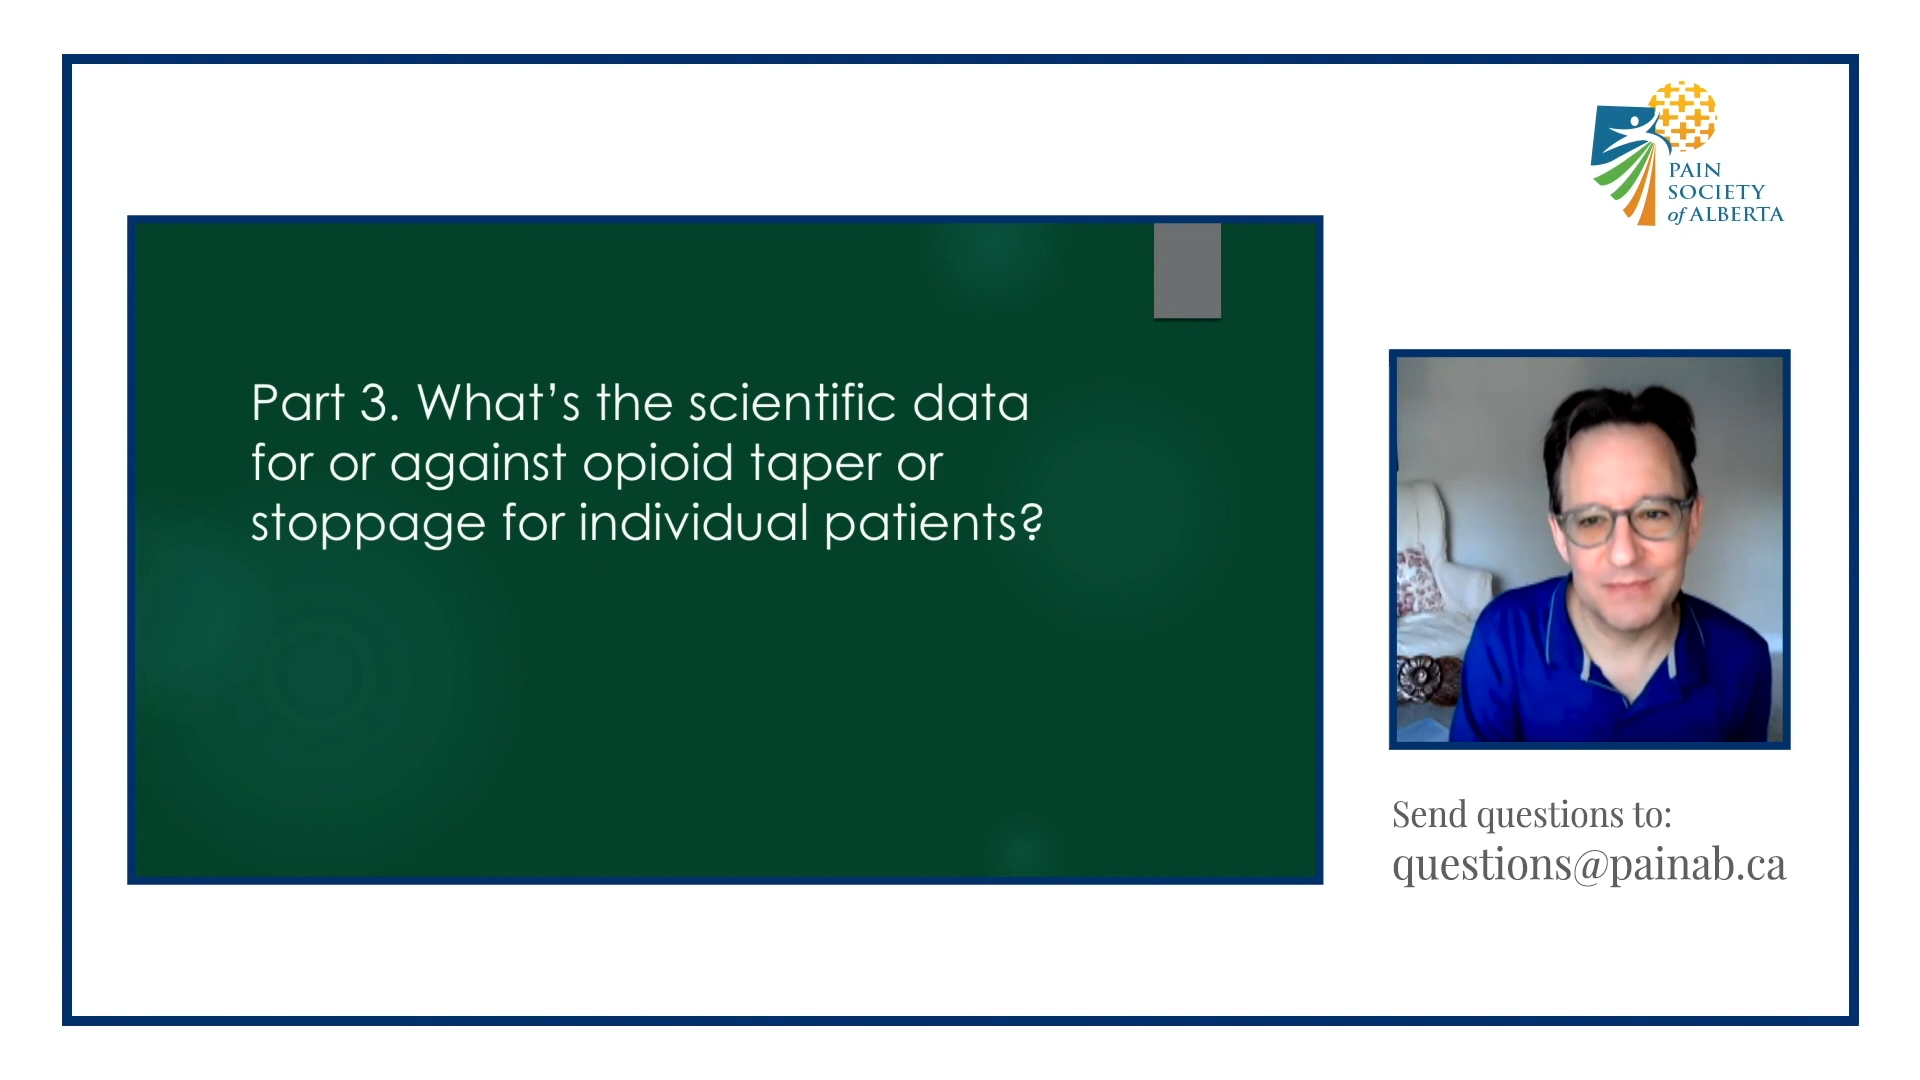 PAIN
SOCIETY
of ALBERTA
Part 3. What’s the scientific data
for or against opioid taper or
stoppage for individual patients?
Send questions to:
questions@painab.ca